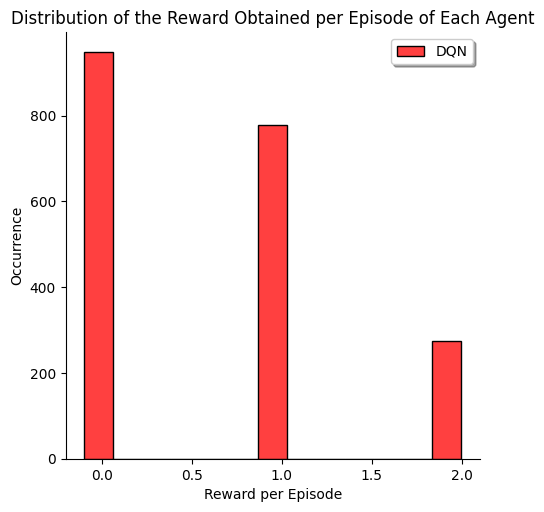 Distribution of the Reward Obtained per Episode of Each Agent
DQN
800
600
400
200
0
Occurrence
0.0 0.5 1.0 1.5 2.0
Reward per Episode